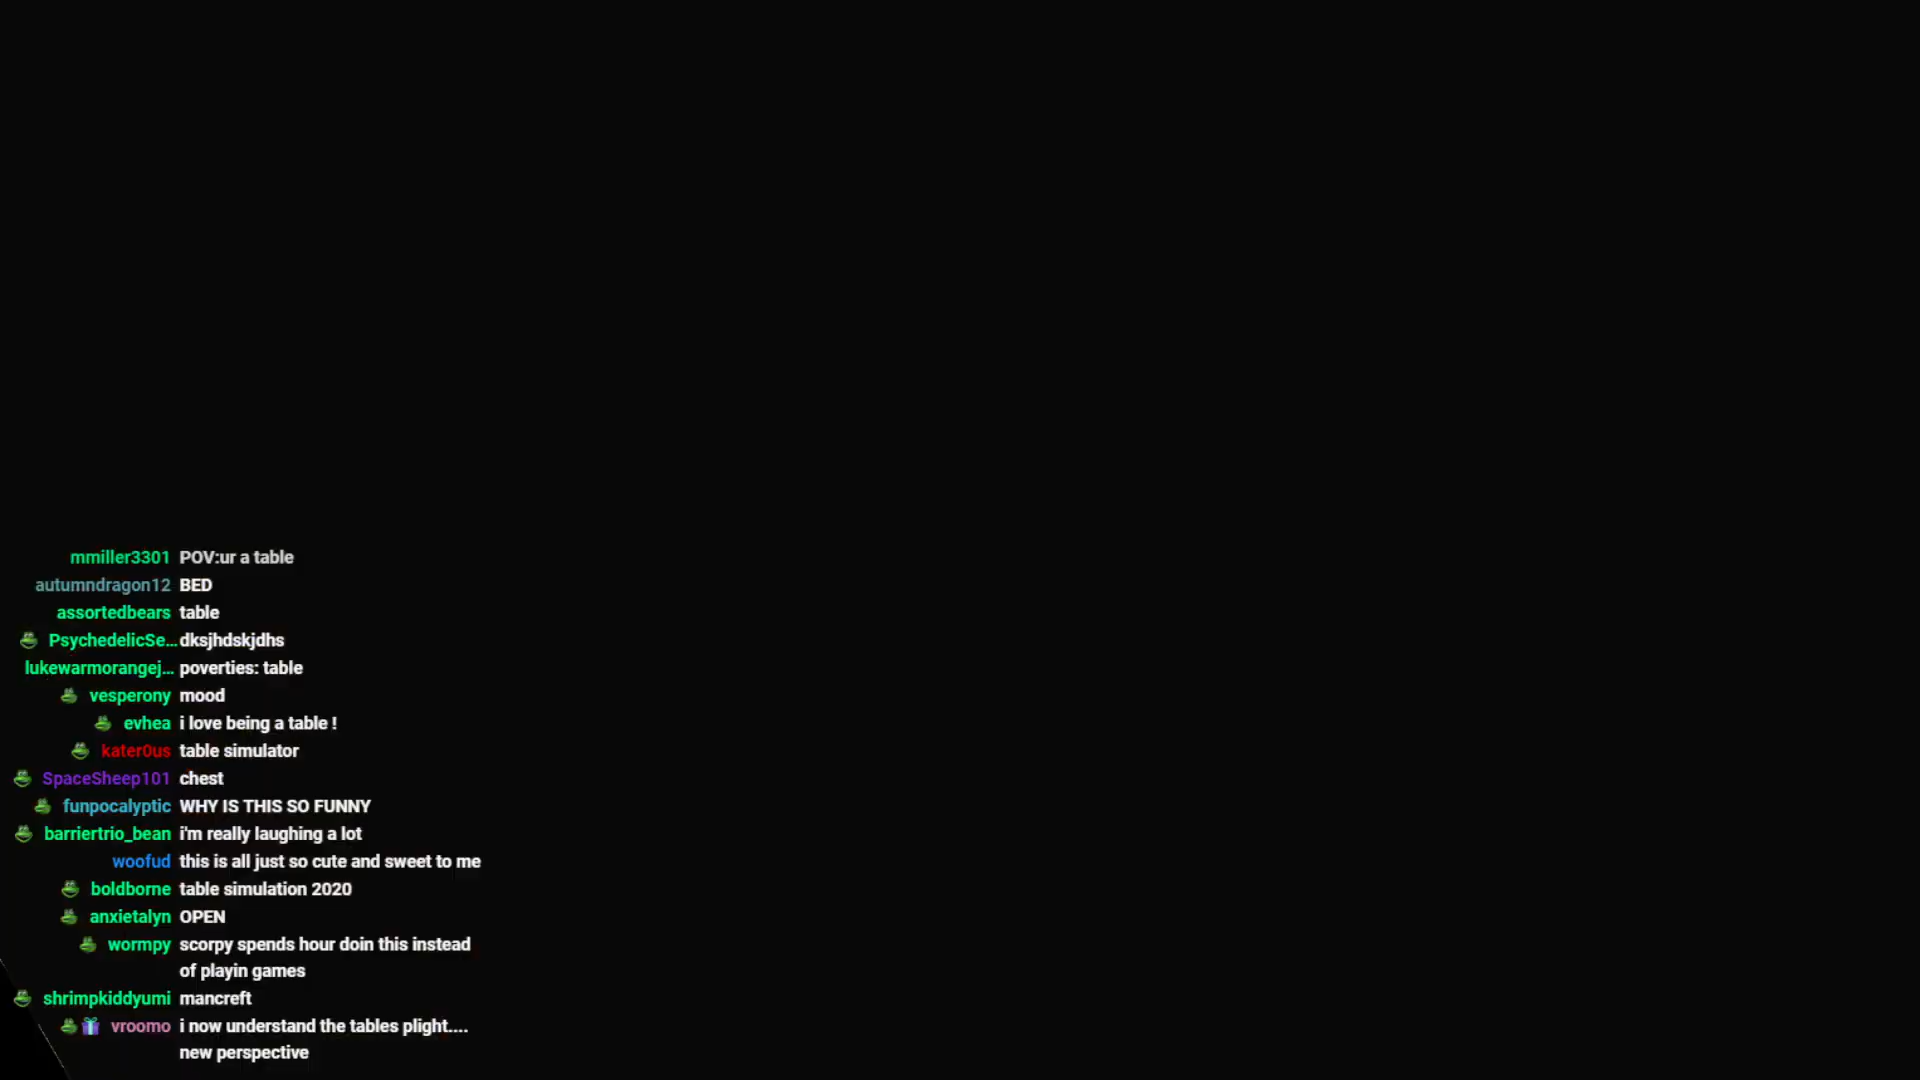 mmiller3301 POV:ur a table
autumndragon12 BED
assortedbears table
PsychedelicSe... dksjhdskjdhs
lukewarmorangej... poverties: table
vesperony mood
evhea i love being a table !
kater0us table simulator
SpaceSheep101 chest
funpocalyptic WHY IS THIS SO FUNNY
barriertrio_bean i'm really laughing a lot
woofud this is all just so cute and sweet to me
boldborne table simulation 2020
anxietalyn OPEN
wormpy scorpy spends hour doin this instead
of playin games
shrimpkiddyumi mancreft
vroomo i now understand the tables plight....
new perspective